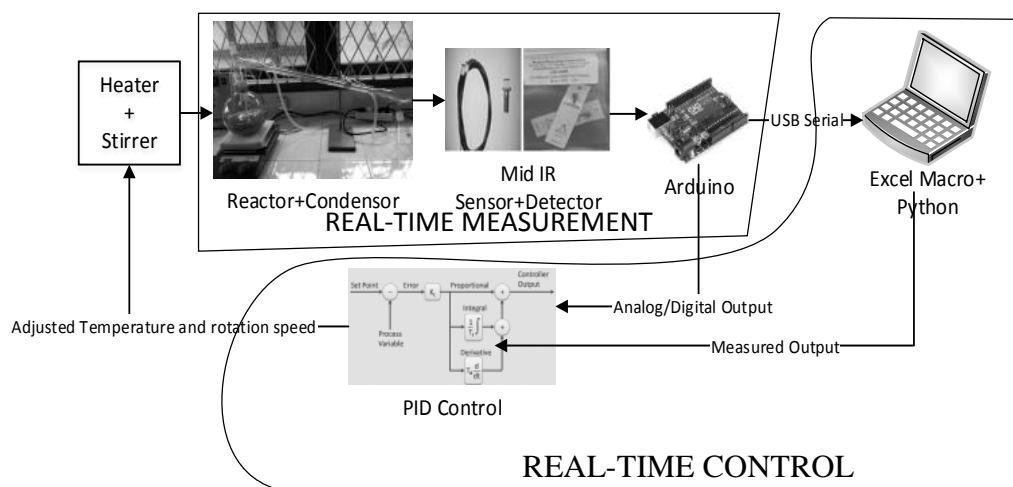 Heater
+
Stirrer
Reactor+Condensor
Mid IR
Sensor+Detector
Arduino
USB Serial
Excel Macro+
Python
REAL-TIME MEASUREMENT
Set Point
Error
Proportional
Controller
Output
Integral
Process
Variable
Derivative
Analog/Digital Output
Measured Output
Adjusted Temperature and rotation speed
PID Control
REAL-TIME CONTROL